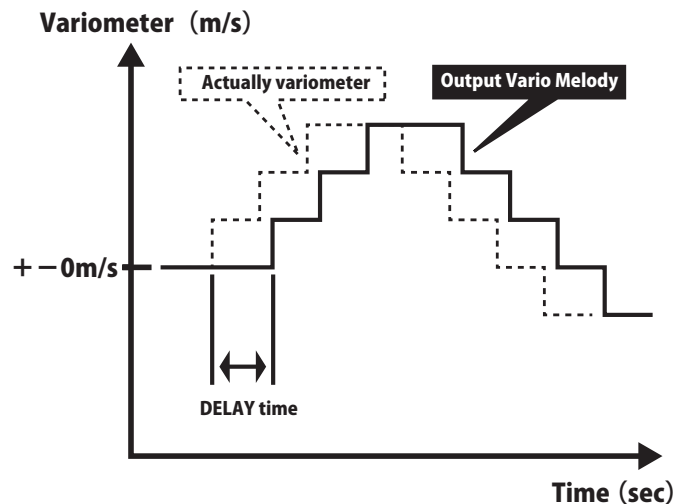 Variometer (m/s)
Actually variometer
Output Vario Melody
+−0m/s
DELAY time
Time (sec)